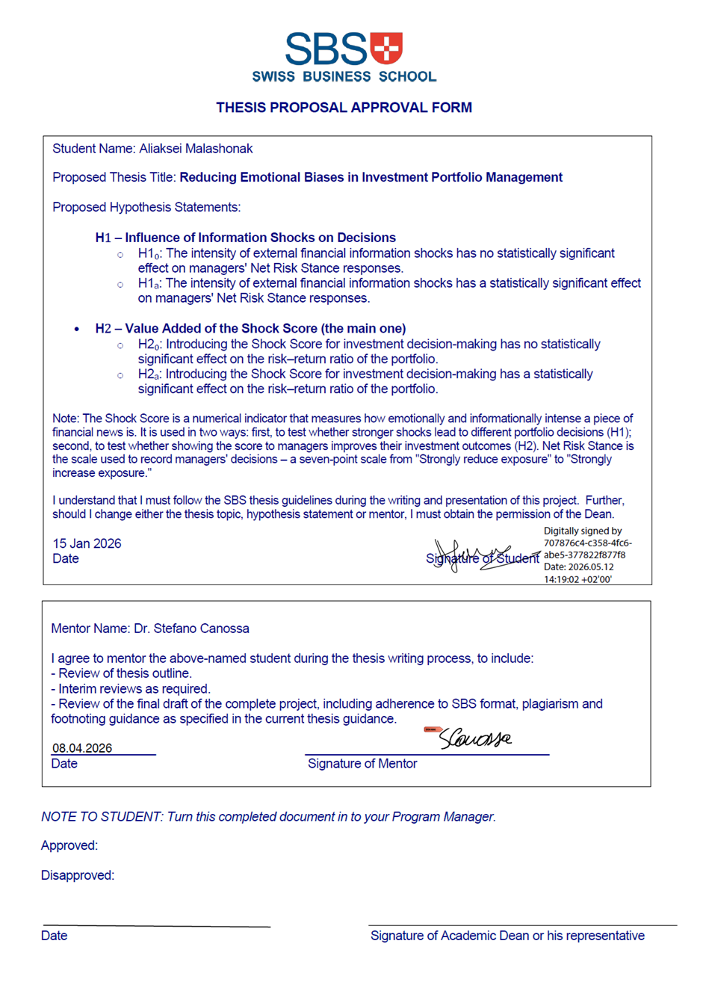 SBS
SWISS BUSINESS SCHOOL
THESIS PROPOSAL APPROVAL FORM
Student Name: Aliaksei Malashonak
Proposed Thesis Title: Reducing Emotional Biases in Investment Portfolio Management
Proposed Hypothesis Statements:
H1 – Influence of Information Shocks on Decisions
○ H1₀: The intensity of external financial information shocks has no statistically significant
effect on managers' Net Risk Stance responses.
○ H1ₐ: The intensity of external financial information shocks has a statistically significant effect
on managers' Net Risk Stance responses.
• H2 – Value Added of the Shock Score (the main one)
○ H2₀: Introducing the Shock Score for investment decision-making has no statistically
significant effect on the risk–return ratio of the portfolio.
○ H2ₐ: Introducing the Shock Score for investment decision-making has a statistically
significant effect on the risk–return ratio of the portfolio.
Note: The Shock Score is a numerical indicator that measures how emotionally and informationally intense a piece of
financial news is. It is used in two ways: first, to test whether stronger shocks lead to different portfolio decisions (H1);
second, to test whether showing the score to managers improves their investment outcomes (H2). Net Risk Stance is
the scale used to record managers' decisions – a seven-point scale from "Strongly reduce exposure" to "Strongly
increase exposure."
I understand that I must follow the SBS thesis guidelines during the writing and presentation of this project. Further,
should I change either the thesis topic, hypothesis statement or mentor, I must obtain the permission of the Dean.
15 Jan 2026
Date
Signature of Student
Digitally signed by
707876c4-c358-4fc6-
abe5-377822f877f8
Date: 2026.05.12
14:19:02 +02'00'
Mentor Name: Dr. Stefano Canossa
I agree to mentor the above-named student during the thesis writing process, to include:
- Review of thesis outline.
- Interim reviews as required.
- Review of the final draft of the complete project, including adherence to SBS format, plagiarism and
footnoting guidance as specified in the current thesis guidance.
SCanossa
08.04.2026
Date
Signature of Mentor
NOTE TO STUDENT: Turn this completed document in to your Program Manager.
Approved:
Disapproved:
Date
Signature of Academic Dean or his representative